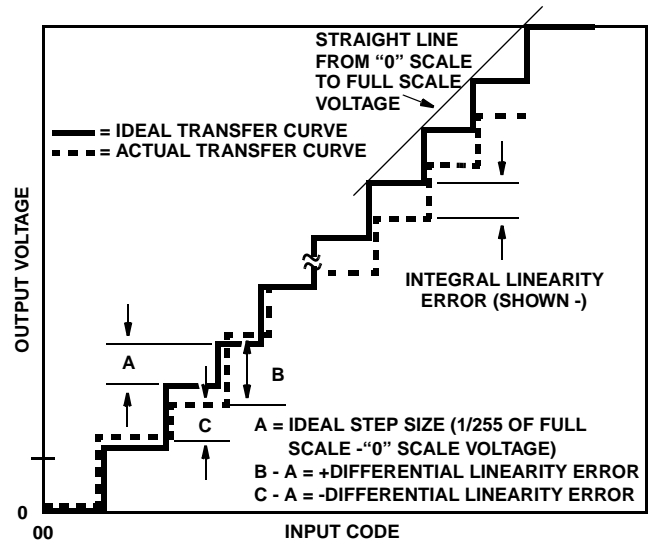 STRAIGHT LINE
FROM “0” SCALE
TO FULL SCALE
VOLTAGE
= IDEAL TRANSFER CURVE
= ACTUAL TRANSFER CURVE
OUTPUT VOLTAGE
INTEGRAL LINEARITY
ERROR (SHOWN -)
A
B
C
A = IDEAL STEP SIZE (1/255 OF FULL
SCALE -“0” SCALE VOLTAGE)
B - A = +DIFFERENTIAL LINEARITY ERROR
C - A = -DIFFERENTIAL LINEARITY ERROR
0
00
INPUT CODE